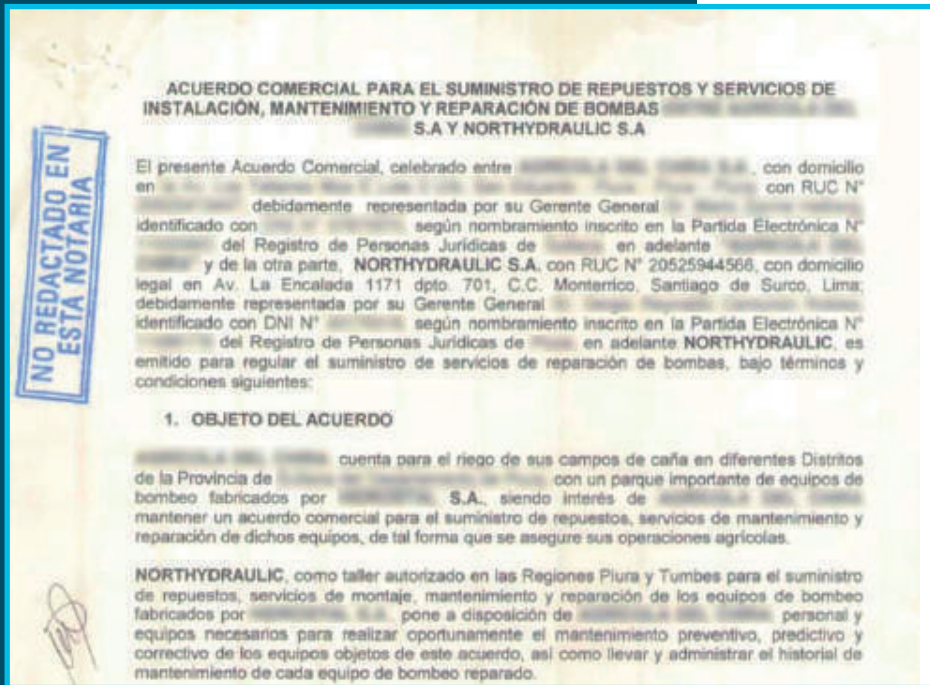 ACUERDO COMERCIAL PARA EL SUMINISTRO DE REPUESTOS Y SERVICIOS DE
INSTALACIÓN, MANTENIMIENTO Y REPARACIÓN DE BOMBAS
S.A Y NORTHYDRAULIC S.A
NO REDACTADO EN
ESTA NOTARIA
El presente Acuerdo Comercial, celebrado entre , con domicilio
en con RUC N°
debidamente representada por su Gerente General
identificado con según nombramiento inscrito en la Partida Electrónica N°
del Registro de Personas Jurídicas de en adelante
y de la otra parte, NORTHYDRAULIC S.A. con RUC N° 20525944566, con domicilio
legal en Av. La Encalada 1171 dpto. 701, C.C. Monterrico, Santiago de Surco, Lima;
debidamente representada por su Gerente General
identificado con DNI N° según nombramiento inscrito en la Partida Electrónica N°
del Registro de Personas Jurídicas de en adelante NORTHYDRAULIC, es
emitido para regular el suministro de servicios de reparación de bombas, bajo términos y
condiciones siguientes:
1. OBJETO DEL ACUERDO
cuenta para el riego de sus campos de caña en diferentes Distritos
de la Provincia de con un parque importante de equipos de
bombeo fabricados por S.A., siendo interés de
mantener un acuerdo comercial para el suministro de repuestos, servicios de mantenimiento y
reparación de dichos equipos, de tal forma que se asegure sus operaciones agrícolas.
NORTHYDRAULIC, como taller autorizado en las Regiones Piura y Tumbes para el suministro
de repuestos, servicios de montaje, mantenimiento y reparación de los equipos de bombeo
fabricados por , pone a disposición de personal y
equipos necesarios para realizar oportunamente el mantenimiento preventivo, predictivo y
correctivo de los equipos objetos de este acuerdo, así como llevar y administrar el historial de
mantenimiento de cada equipo de bombeo reparado.